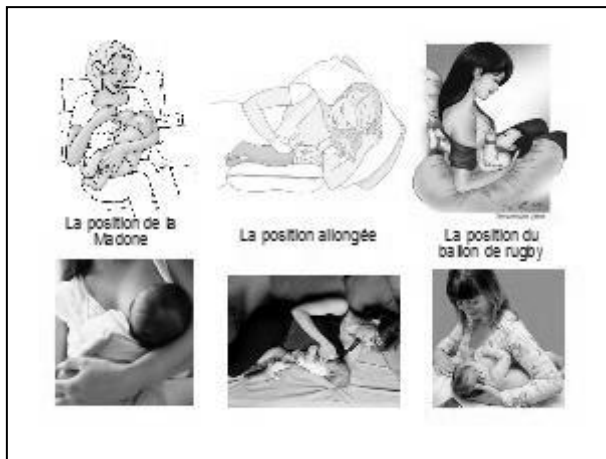 La position de la
Madone
La position allongée
La position du
ballon de rugby